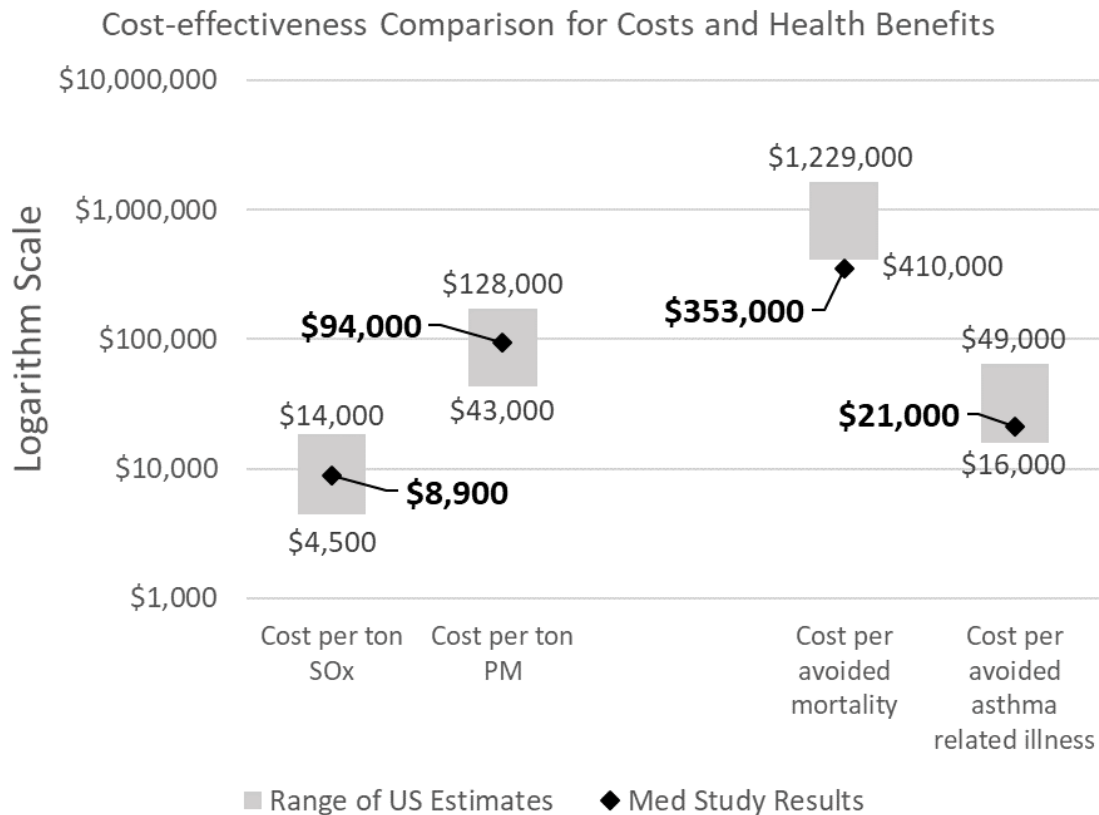 Cost-effectiveness Comparison for Costs and Health Benefits
Logarithm Scale
$10,000,000
$1,000,000
$100,000
$10,000
$1,000
$14,000
$8,900
$4,500
$128,000
$94,000
$43,000
$1,229,000
$410,000
$353,000
$49,000
$21,000
$16,000
Cost per ton
SOx
Cost per ton
PM
Cost per
avoided
mortality
Cost per
avoided
asthma
related illness
Range of US Estimates
Med Study Results